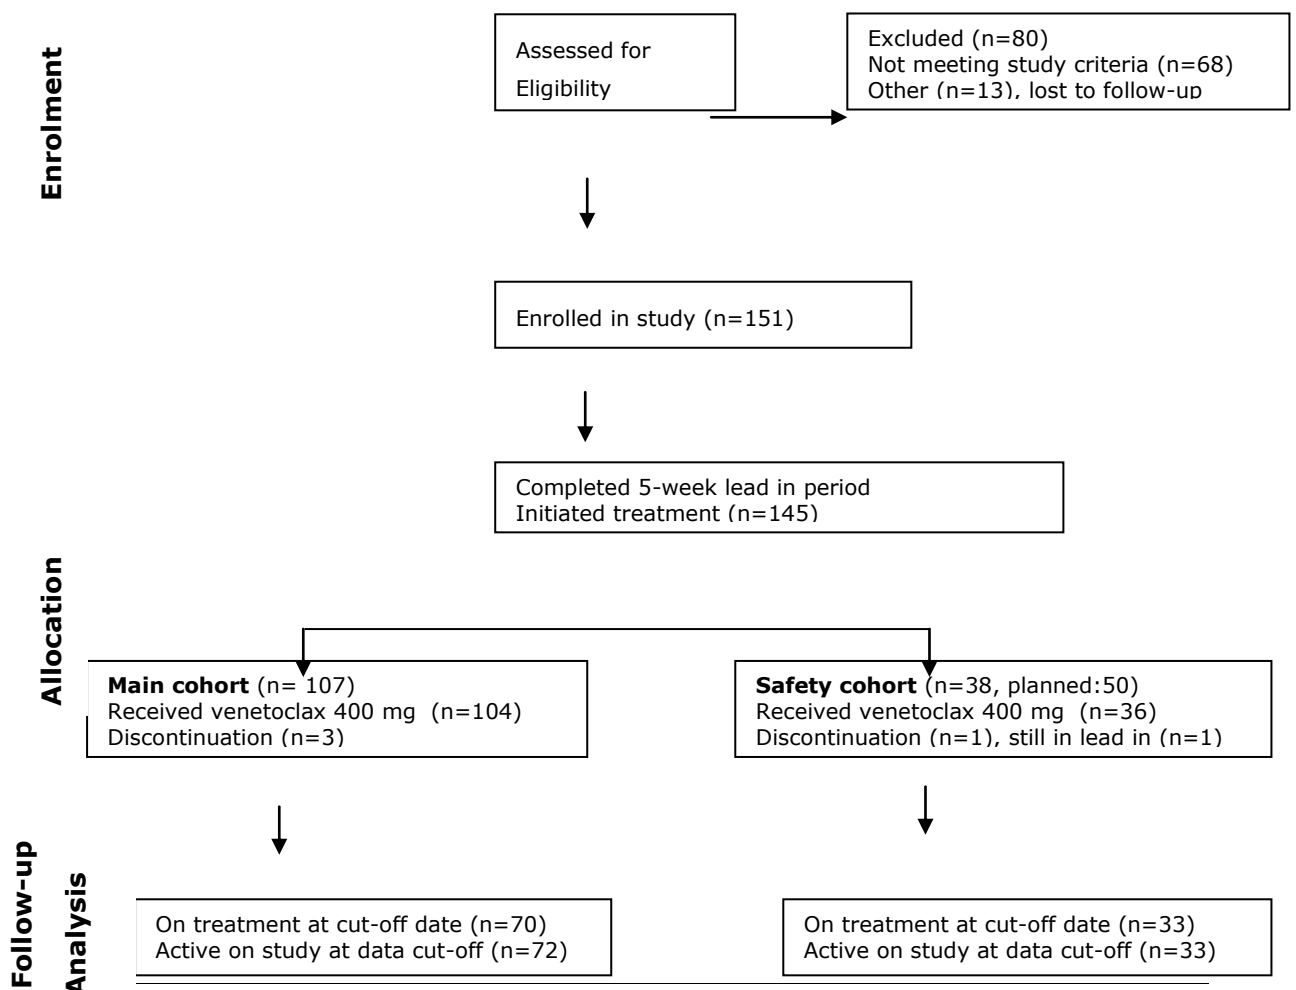 Enrolment
Assessed for
Eligibility
Excluded (n=80)
Not meeting study criteria (n=68)
Other (n=13), lost to follow-up
Enrolled in study (n=151)
Completed 5-week lead in period
Initiated treatment (n=145)
Allocation
Main cohort (n= 107)
Received venetoclax 400 mg (n=104)
Discontinuation (n=3)
Safety cohort (n=38, planned:50)
Received venetoclax 400 mg (n=36)
Discontinuation (n=1), still in lead in (n=1)
Follow-up
Analysis
On treatment at cut-off date (n=70)
Active on study at data cut-off (n=72)
On treatment at cut-off date (n=33)
Active on study at data cut-off (n=33)